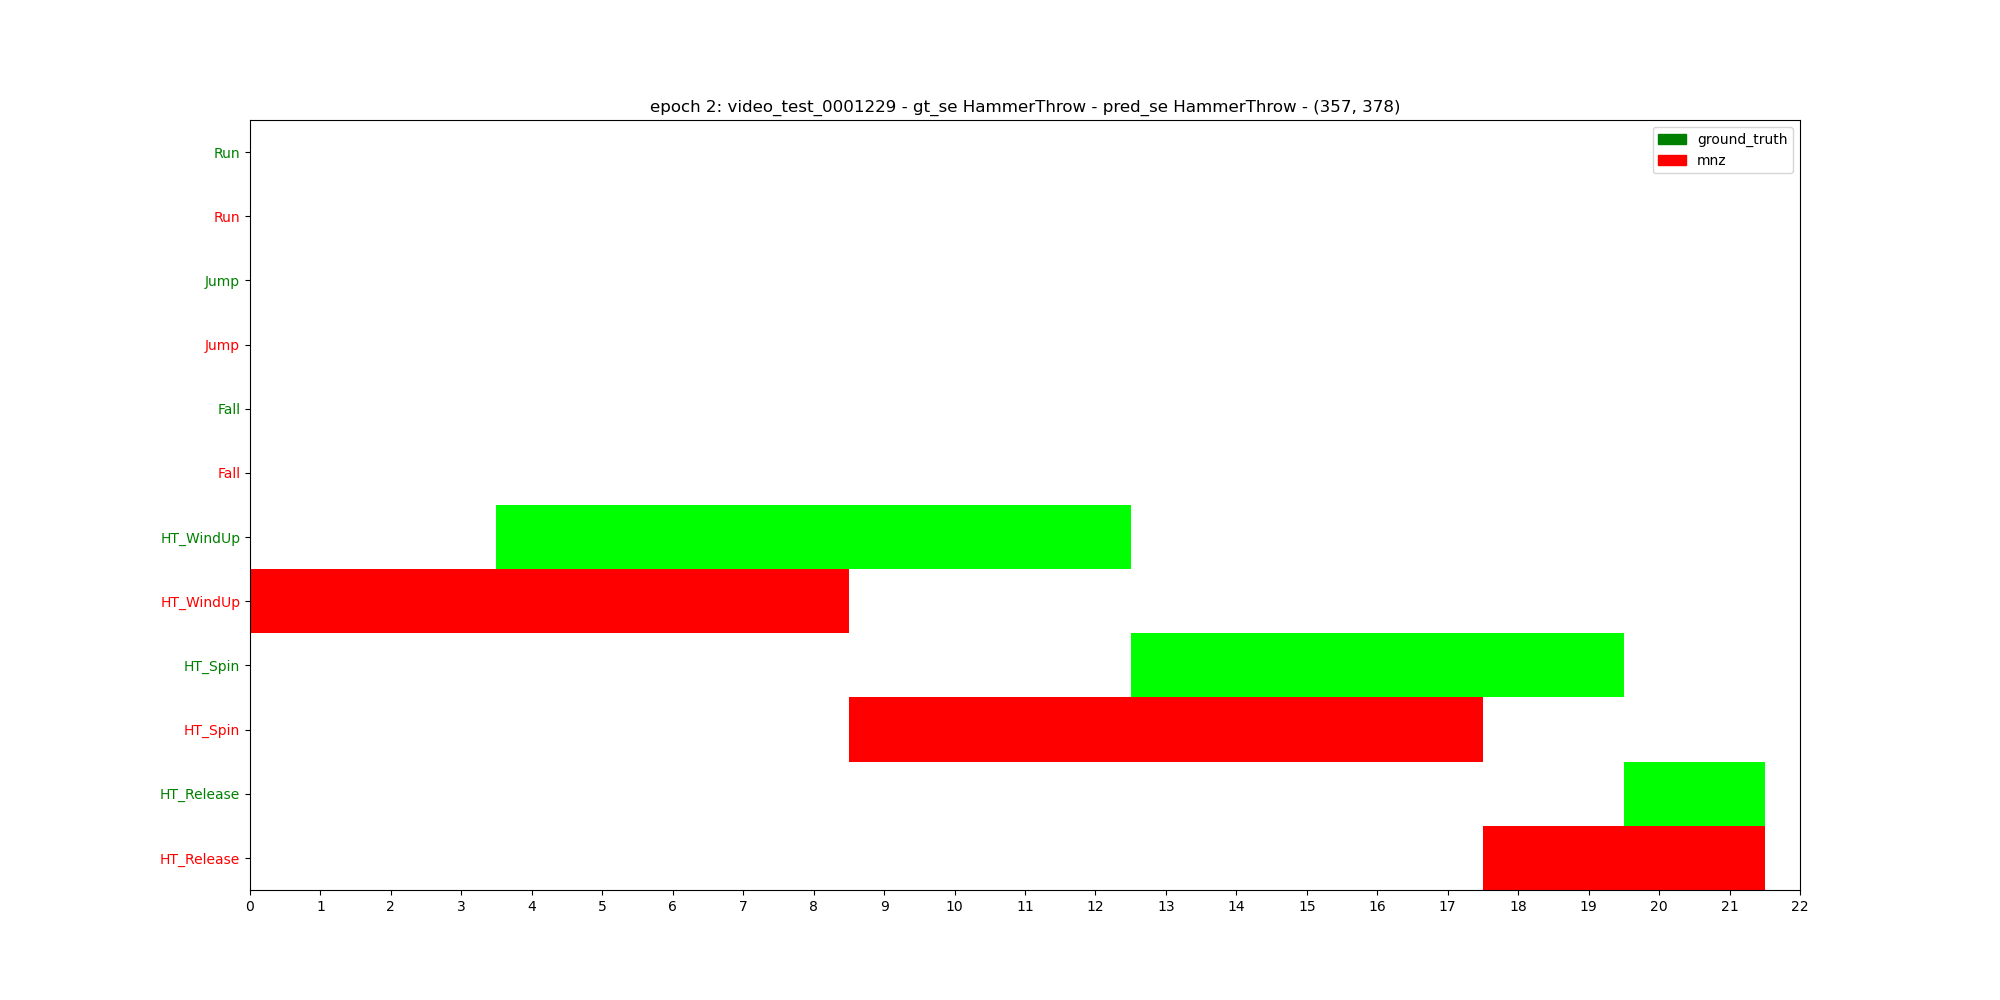 epoch 2: video_test_0001229 - gt_se HammerThrow - pred_se HammerThrow - (357, 378)
ground_truth
mnz
Run
Run
Jump
Jump
Fall
Fall
HT_WindUp
HT_WindUp
HT_Spin
HT_Spin
HT_Release
HT_Release
0 1 2 3 4 5 6 7 8 9 10 11 12 13 14 15 16 17 18 19 20 21 22